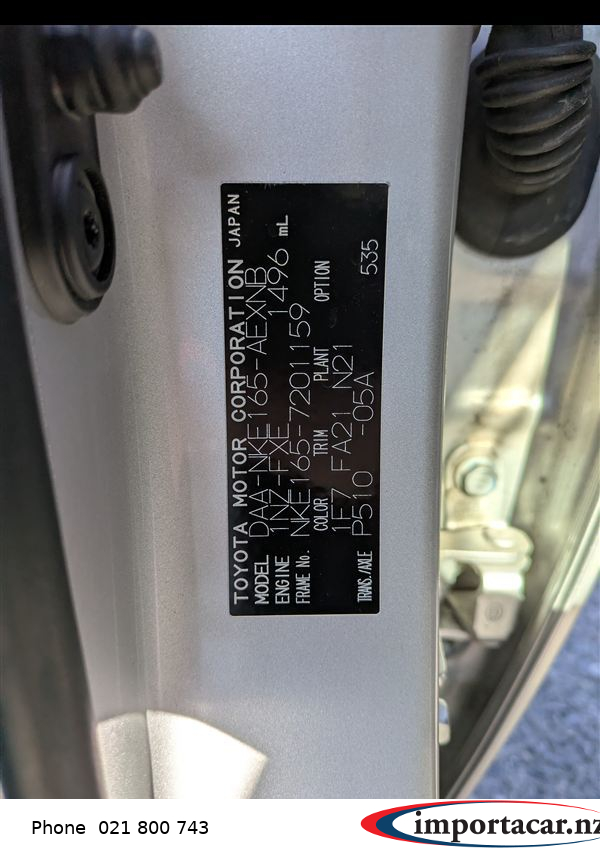 TOYOTA MOTOR CORPORATION JAPAN
MODEL DAA-NKE165-AEXNB
ENGINE 1NZ-FXE 1496 mL
FRAME No. NKE165-7201159
COLOR TRIM PLANT OPTION
1F7 FA21 N21
TRANS./AXLE P510 -05A 535
Phone 021 800 743
importacar.nz